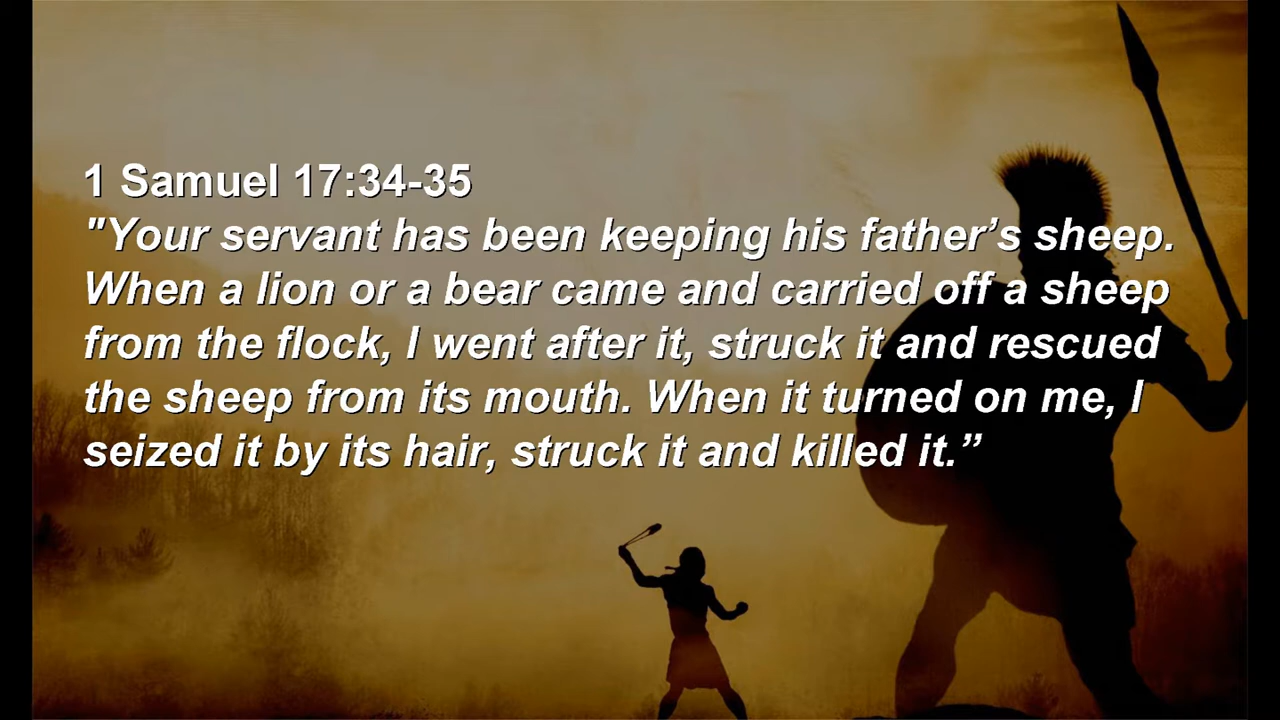 1 Samuel 17:34-35
"Your servant has been keeping his father’s sheep.
When a lion or a bear came and carried off a sheep
from the flock, I went after it, struck it and rescued
the sheep from its mouth. When it turned on me, I
seized it by its hair, struck it and killed it.”